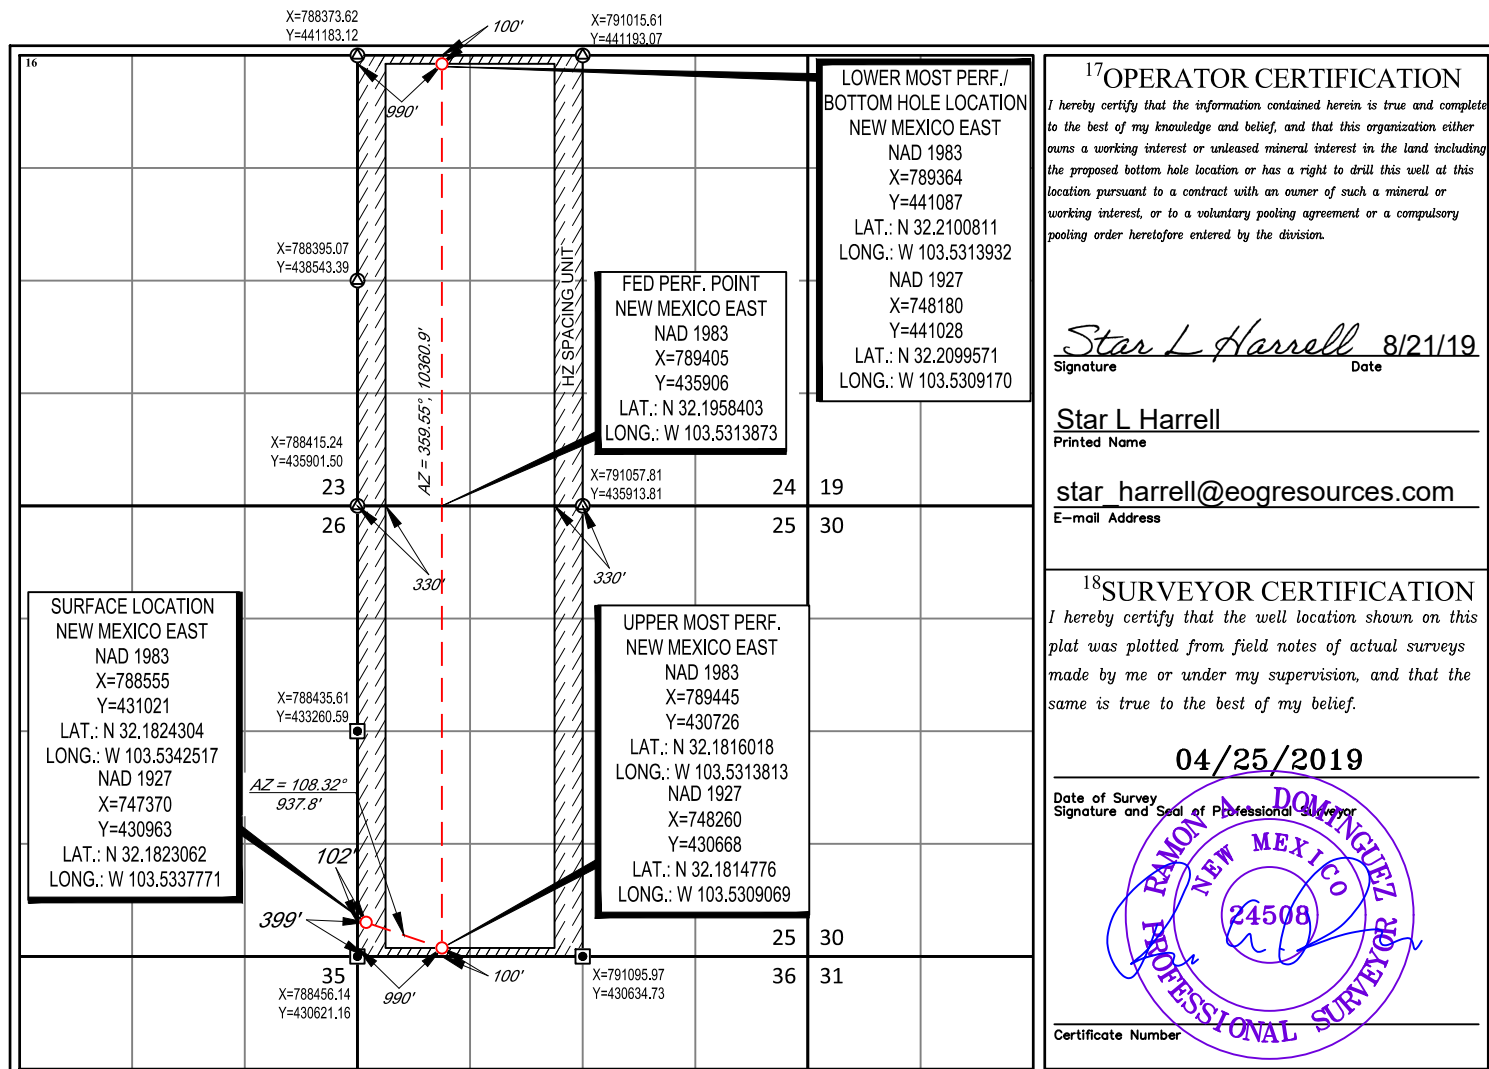 X=788373.62
Y=441183.12
100'
X=791015.61
Y=441193.07
16
990'
LOWER MOST PERF./
BOTTOM HOLE LOCATION
NEW MEXICO EAST
NAD 1983
X=789364
Y=441087
LAT.: N 32.2100811
LONG.: W 103.5313932
NAD 1927
X=748180
Y=441028
LAT.: N 32.2099571
LONG.: W 103.5309170
X=788395.07
Y=438543.39
HZ SPACING UNIT
AZ = 359.55°, 10360.9'
FED PERF. POINT
NEW MEXICO EAST
NAD 1983
X=789405
Y=435906
LAT.: N 32.1958403
LONG.: W 103.5313873
X=788415.24
Y=435901.50
X=791057.81
Y=435913.81
23
24 19
26
25 30
330'
330'
SURFACE LOCATION
NEW MEXICO EAST
NAD 1983
X=788555
Y=431021
LAT.: N 32.1824304
LONG.: W 103.5342517
NAD 1927
X=747370
Y=430963
LAT.: N 32.1823062
LONG.: W 103.5337771
X=788435.61
Y=433260.59
AZ = 108.32°
937.8'
UPPER MOST PERF.
NEW MEXICO EAST
NAD 1983
X=789445
Y=430726
LAT.: N 32.1816018
LONG.: W 103.5313813
NAD 1927
X=748260
Y=430668
LAT.: N 32.1814776
LONG.: W 103.5309069
102'
399'
25 30
35
36 31
X=788456.14
Y=430621.16
990'
100'
X=791095.97
Y=430634.73
17 OPERATOR CERTIFICATION
I hereby certify that the information contained herein is true and complete
to the best of my knowledge and belief, and that this organization either
owns a working interest or unleased mineral interest in the land including
the proposed bottom hole location or has a right to drill this well at this
location pursuant to a contract with an owner of such a mineral or
working interest, or to a voluntary pooling agreement or a compulsory
pooling order heretofore entered by the division.
Star L Harrell 8/21/19
Signature Date
Star L Harrell
Printed Name
star_harrell@eogresources.com
E-mail Address
18 SURVEYOR CERTIFICATION
I hereby certify that the well location shown on this
plat was plotted from field notes of actual surveys
made by me or under my supervision, and that the
same is true to the best of my belief.
04/25/2019
Date of Survey
Signature and Seal of Professional Surveyor
RAMON A. DOMINGUEZ
NEW MEXICO
24508
PROFESSIONAL SURVEYOR
Certificate Number